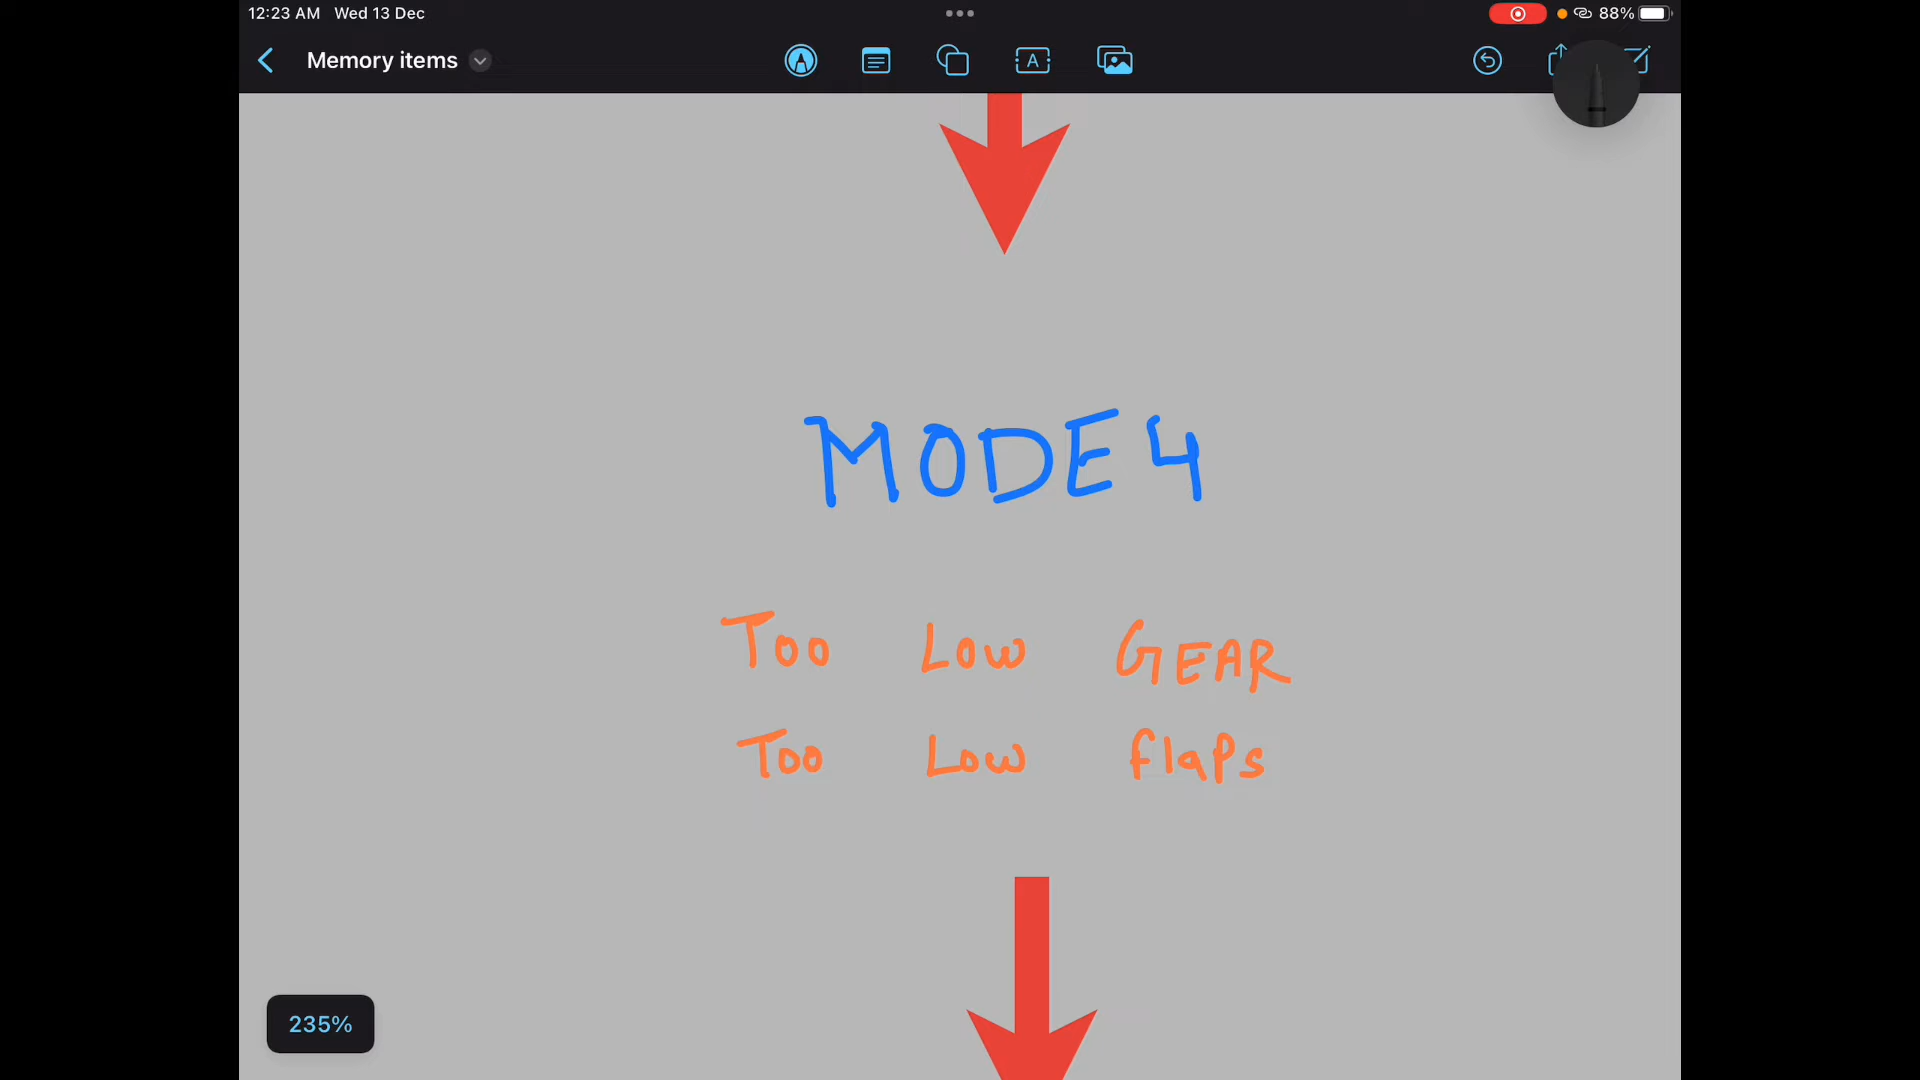 12:23 AM Wed 13 Dec
88%
Memory items
A
MODE 4
Too Low GEAR
Too Low flaps
235%